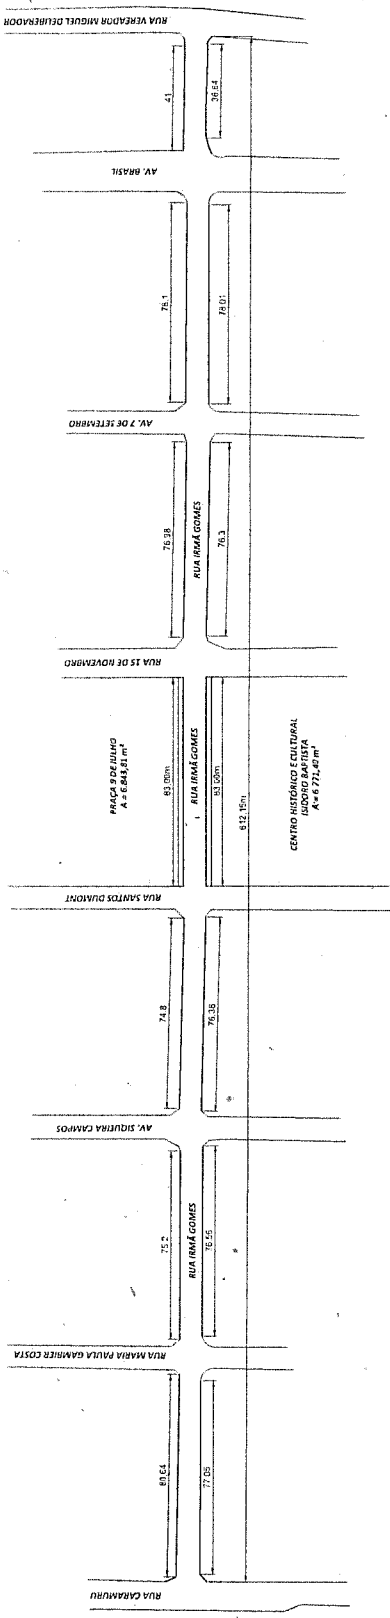 RUA VEREADOR MIGUEL DELIBERADOR
41
36.64
AV. BRASIL
76.1
78.01
AV. 7 DE SETEMBRO
76.98
RUA IRMÃ GOMES
76.3
RUA 15 DE NOVEMBRO
PRAÇA 9 DE JULHO
A = 6.843,81 m²
83,00m
RUA IRMÃ GOMES
83,00m
612,15m
CENTRO HISTÓRICO E CULTURAL
ISIDORO BAPTISTA
A = 6 771,40 m²
RUA SANTOS DUMONT
74.8
76.36
AV. SIQUEIRA CAMPOS
75.2
RUA IRMÃ GOMES
76.56
RUA MARIA PAULA GAMBIER COSTA
80.64
77.05
RUA CARAMURU